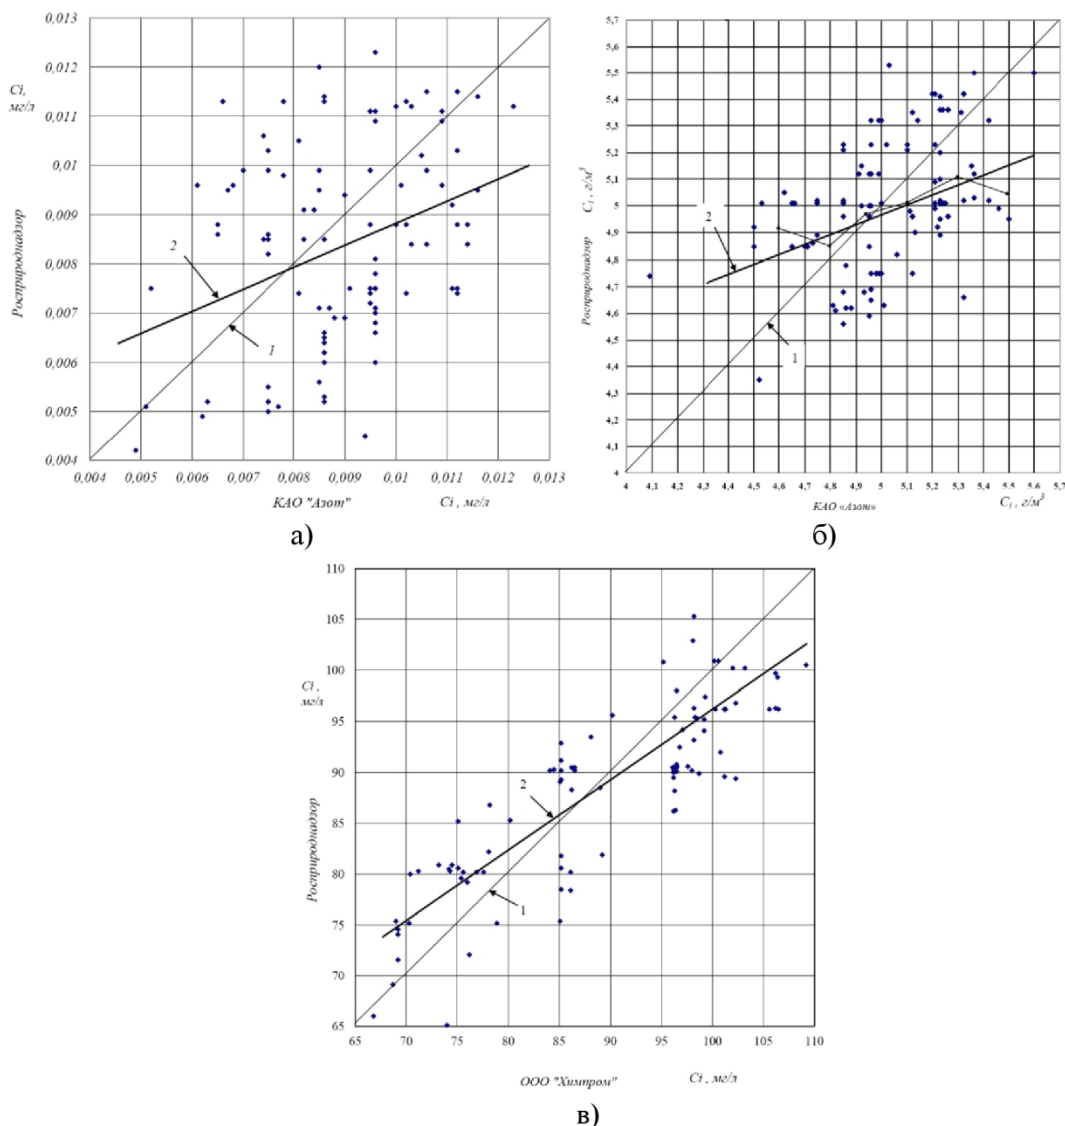 0,013
0,012
0,011
0,01
0,009
0,008
0,007
0,006
0,005
0,004
Ci,
мг/л
Росприроднадзор
2
1
0,004 0,005 0,006 0,007 0,008 0,009 0,01 0,011 0,012 0,013
КАО "Азот" Ci , мг/л
а)
5,7
5,6
5,5
5,4
5,3
5,2
5,1
5
4,9
4,8
4,7
4,6
4,5
4,4
4,3
4,2
4,1
4
Росприроднадзор Ci , г/м³
2
1
4 4,1 4,2 4,3 4,4 4,5 4,6 4,7 4,8 4,9 5 5,1 5,2 5,3 5,4 5,5 5,6 5,7
КАО «Азот» Ci , г/м³
б)
110
105
100
95
90
85
80
75
70
65
Ci ,
мг/л
Росприроднадзор
2
1
65 70 75 80 85 90 95 100 105 110
ООО "Химпром" Ci , мг/л
в)